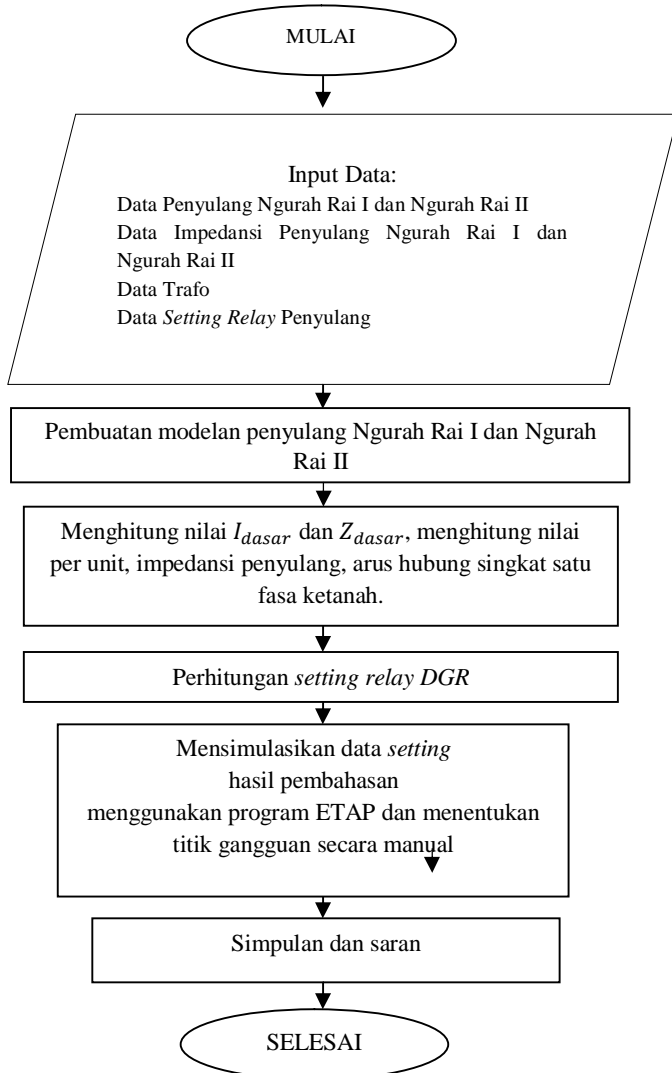 MULAI
Input Data:
Data Penyulang Ngurah Rai I dan Ngurah Rai II
Data Impedansi Penyulang Ngurah Rai I dan
Ngurah Rai II
Data Trafo
Data Setting Relay Penyulang
Pembuatan modelan penyulang Ngurah Rai I dan Ngurah
Rai II
Menghitung nilai I_dasar dan Z_dasar, menghitung nilai
per unit, impedansi penyulang, arus hubung singkat satu
fasa ketanah.
Perhitungan setting relay DGR
Mensimulasikan data setting
hasil pembahasan
menggunakan program ETAP dan menentukan
titik gangguan secara manual
Simpulan dan saran
SELESAI